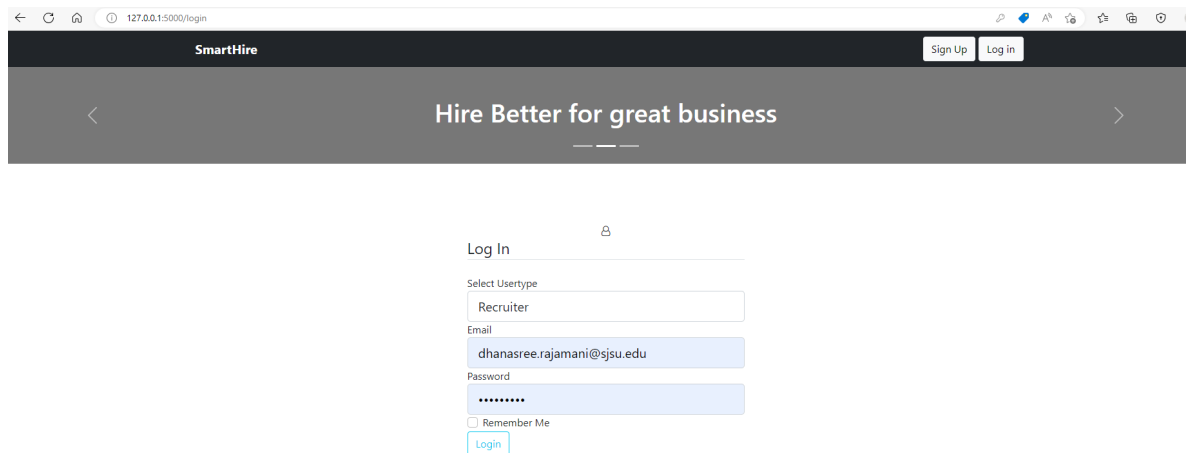 127.0.0.1:5000/login
SmartHire
Sign Up
Log in
Hire Better for great business
Log In
Select Usertype
Recruiter
Email
dhanasree.rajamani@sjsu.edu
Password
•••••••••
Remember Me
Login